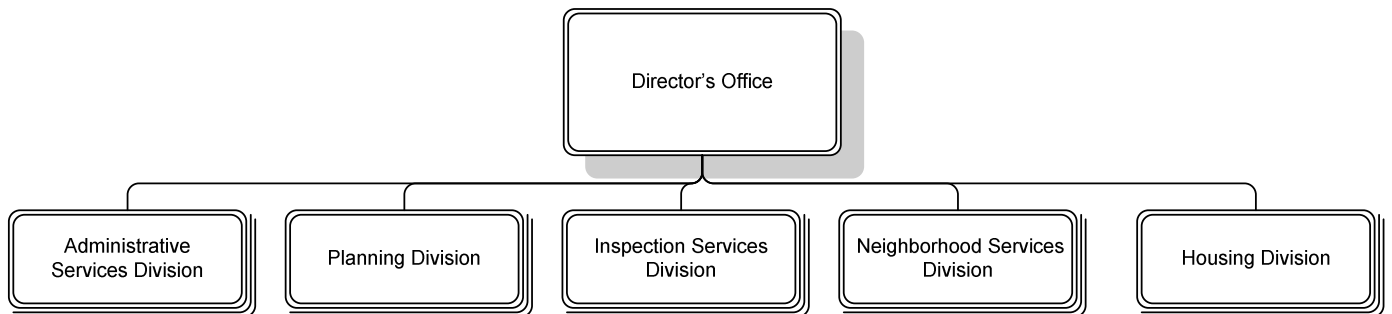 Director’s Office
Administrative
Services Division
Planning Division
Inspection Services
Division
Neighborhood Services
Division
Housing Division